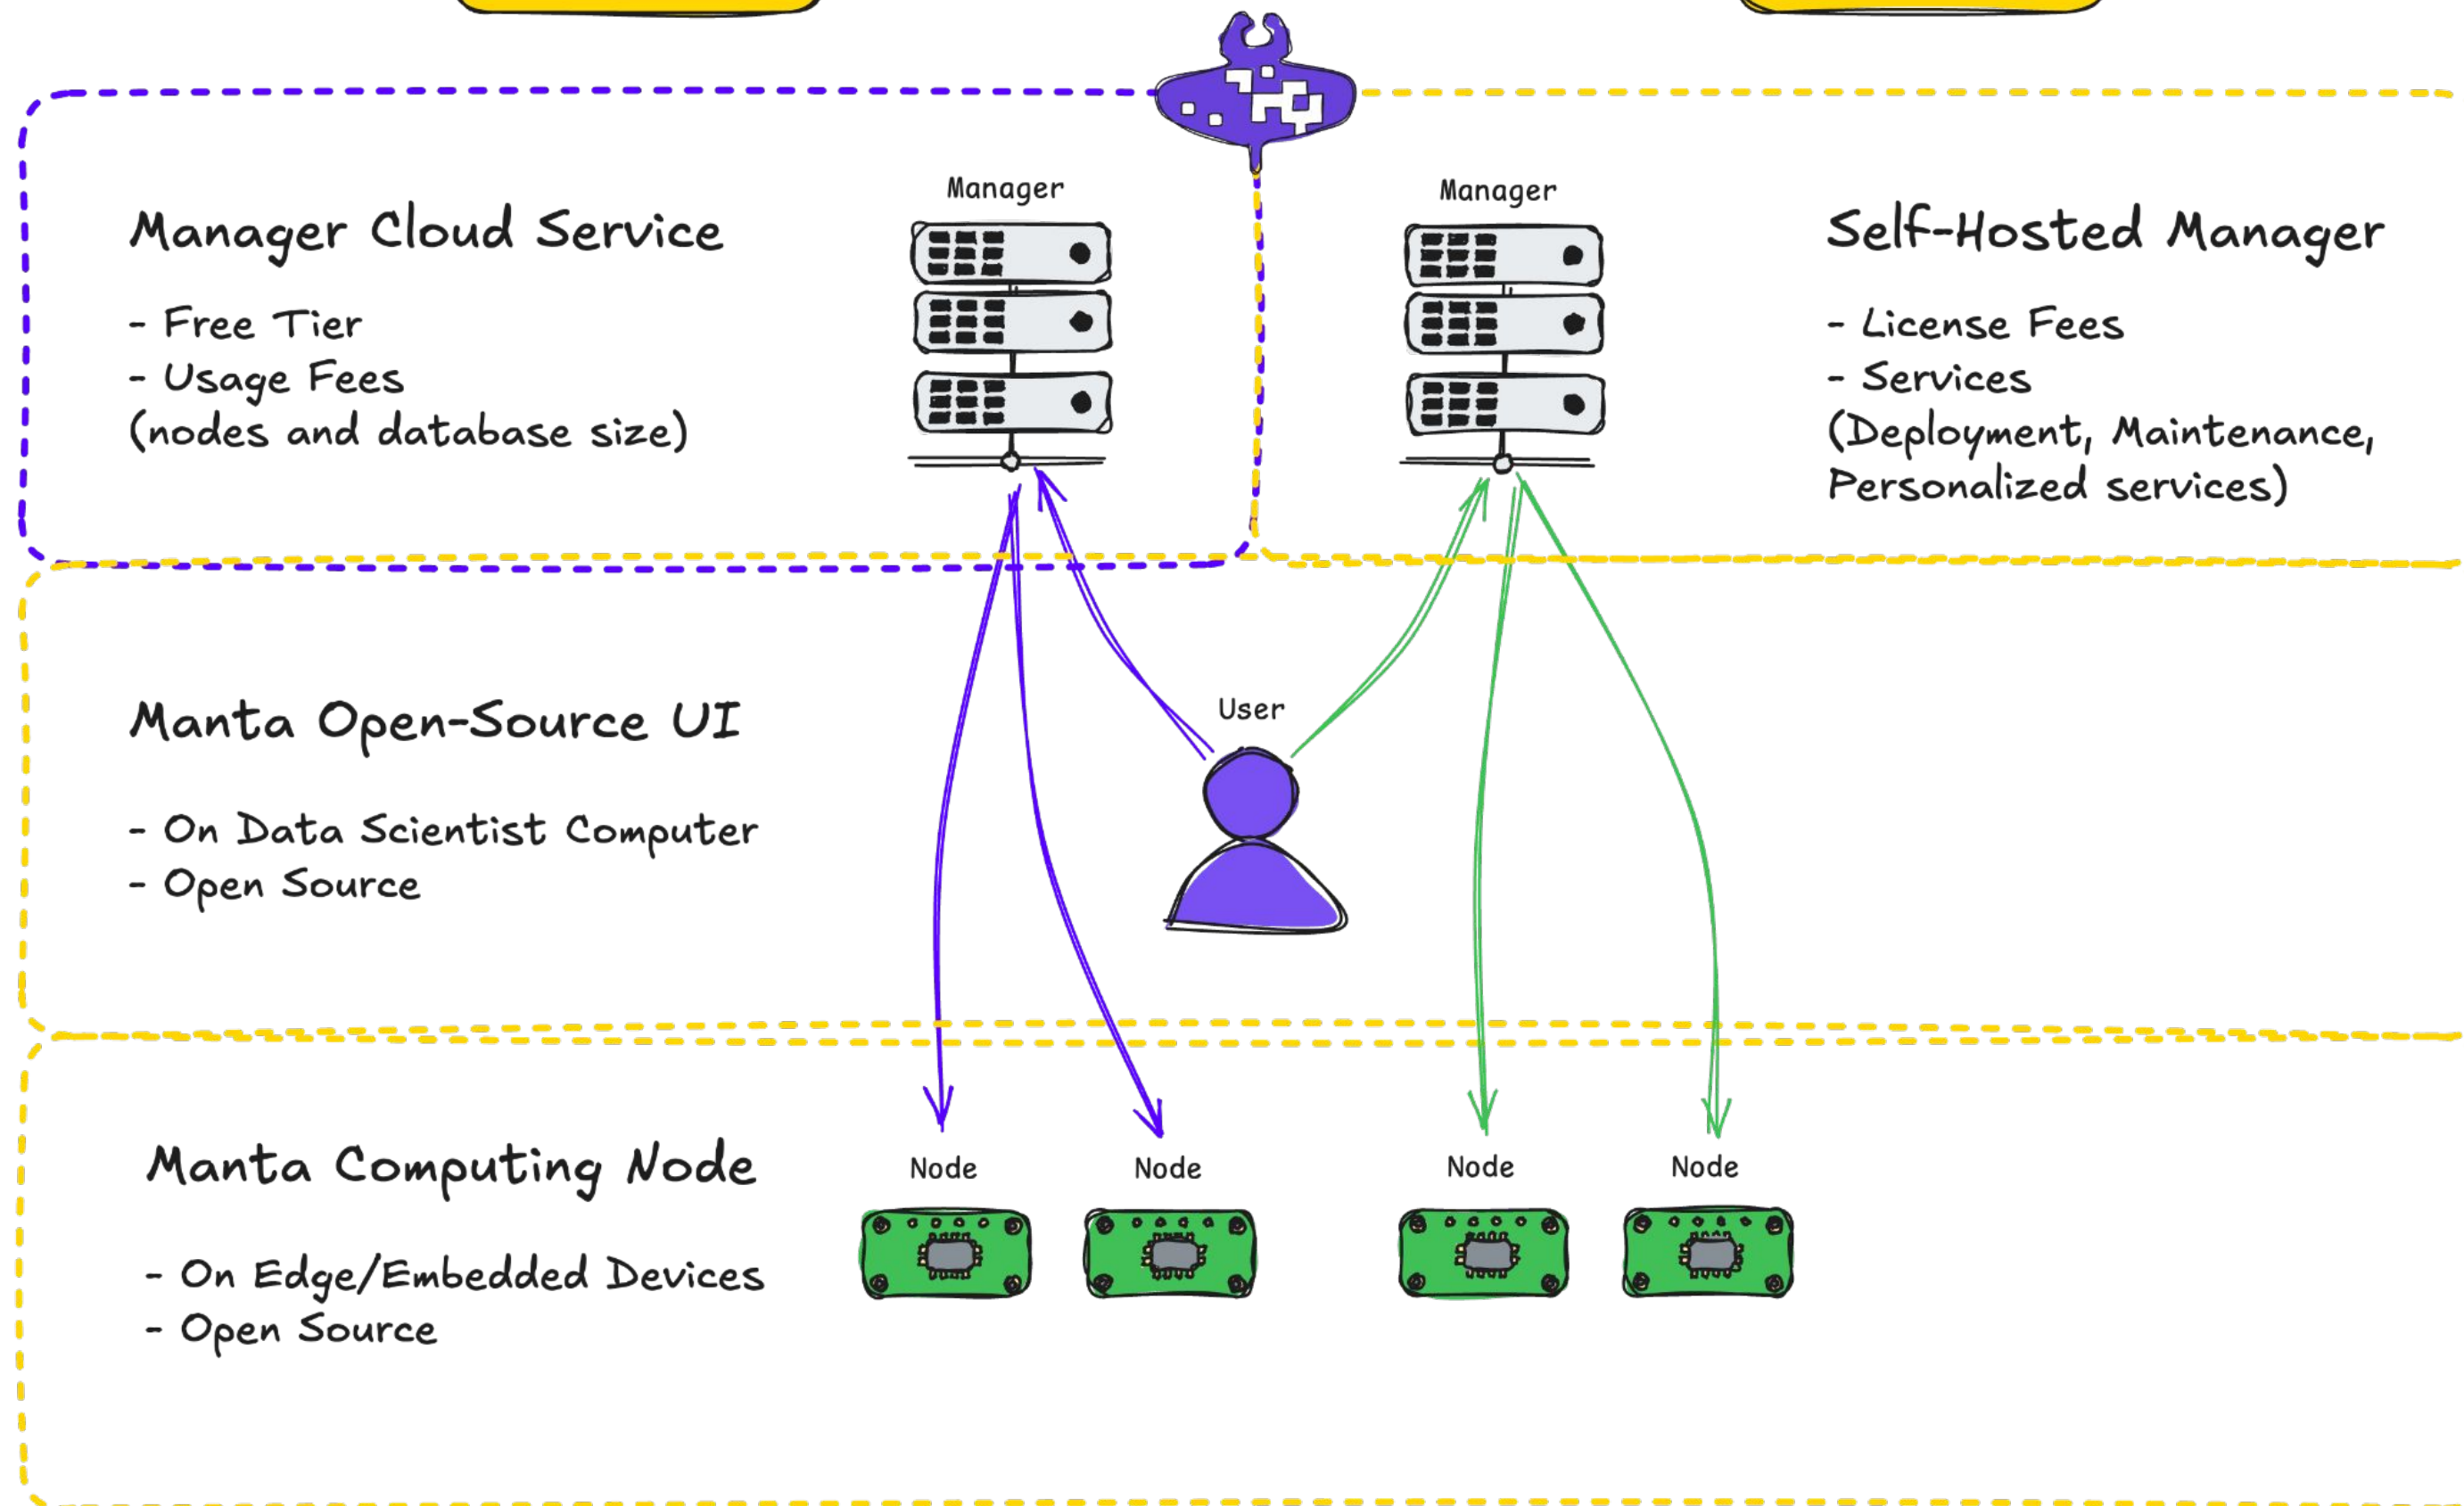 Manager
Manager
Manager Cloud Service
- Free Tier
- Usage Fees
(nodes and database size)
Self-Hosted Manager
- License Fees
- Services
(Deployment, Maintenance,
Personalized services)
User
Manta Open-Source UI
- On Data Scientist Computer
- Open Source
Manta Computing Node
- On Edge/Embedded Devices
- Open Source
Node
Node
Node
Node